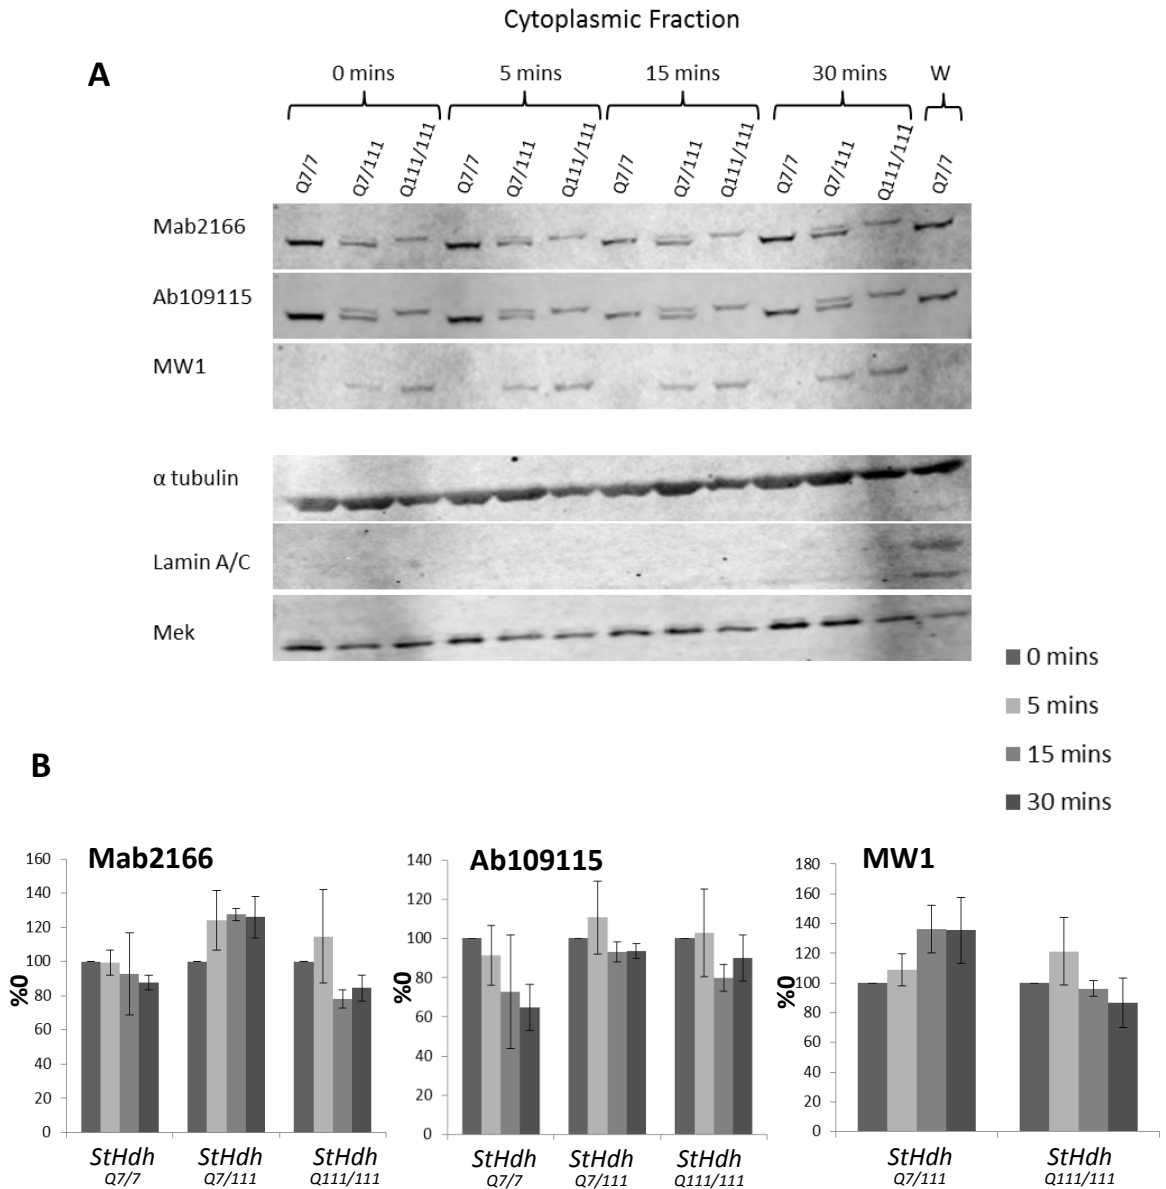 Cytoplasmic Fraction
A
0 mins 5 mins 15 mins 30 mins W
Q7/7 Q7/111 Q111/111 Q7/7 Q7/111 Q111/111 Q7/7 Q7/111 Q111/111 Q7/7 Q7/111 Q111/111 Q7/7
Mab2166
Ab109115
MW1
α tubulin
Lamin A/C
Mek
0 mins
5 mins
15 mins
30 mins
B
Mab2166
160
140
120
100
80
60
40
20
0
%0
StHdh StHdh StHdh
Q7/7 Q7/111 Q111/111
Ab109115
140
120
100
80
60
40
20
0
%0
StHdh StHdh StHdh
Q7/7 Q7/111 Q111/111
MW1
180
160
140
120
100
80
60
40
20
0
%0
StHdh StHdh
Q7/111 Q111/111